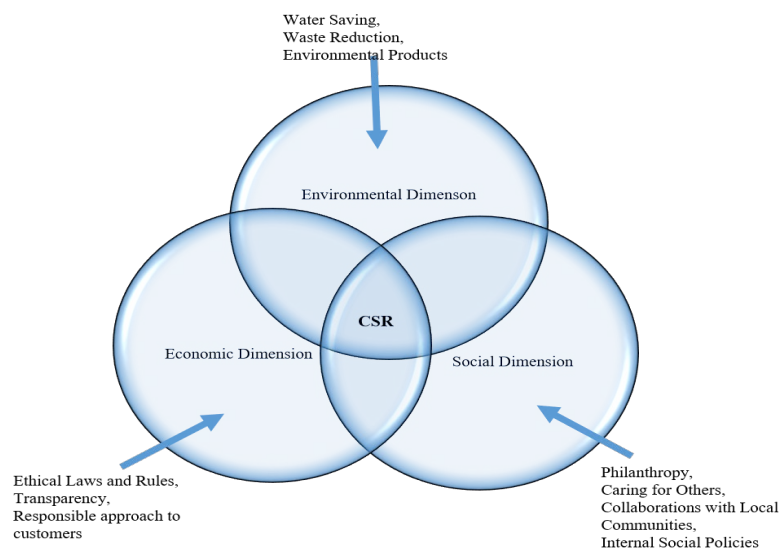 Water Saving,
Waste Reduction,
Environmental Products
Environmental Dimenson
CSR
Economic Dimension
Social Dimension
Ethical Laws and Rules,
Transparency,
Responsible approach to
customers
Philanthropy,
Caring for Others,
Collaborations with Local
Communities,
Internal Social Policies